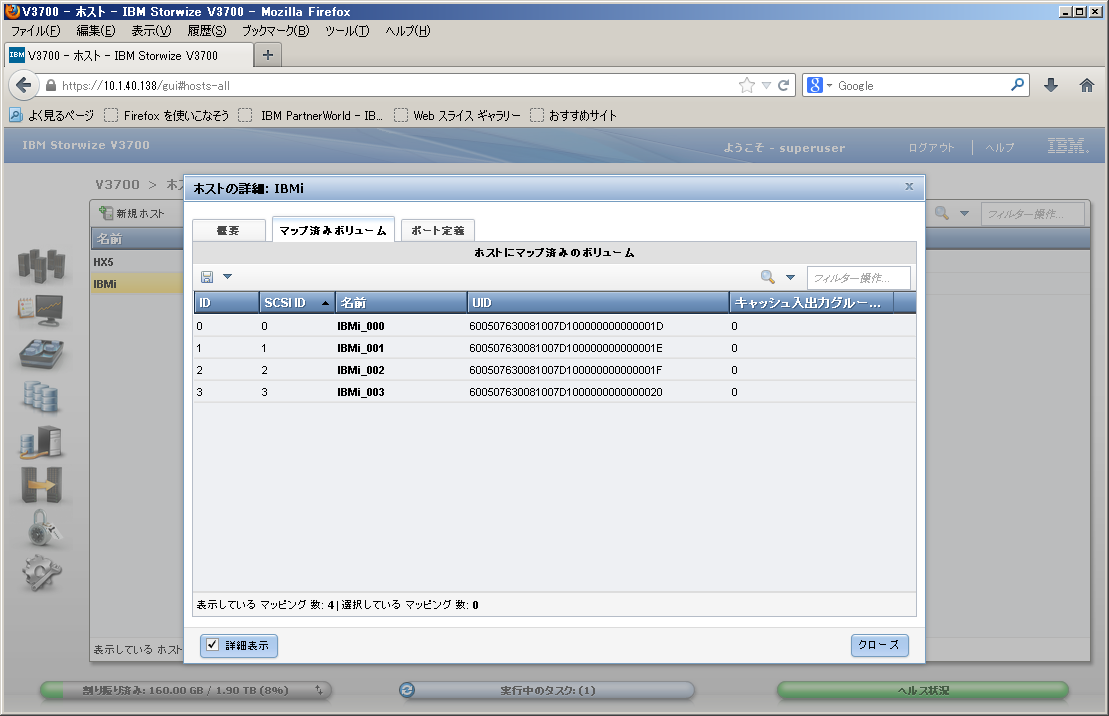 V3700 - ホスト - IBM Storwize V3700 - Mozilla Firefox
ファイル(F) 編集(E) 表示(V) 履歴(S) ブックマーク(B) ツール(T) ヘルプ(H)
IBM V3700 - ホスト - IBM Storwize V3700 +
https://10.1.40.138/gui#hosts-all 8 Google
よく見るページ Firefox を使いこなそう IBM PartnerWorld - IB... Web スライス ギャラリー おすすめサイト
IBM Storwize V3700 ようこそ - superuser ログアウト ヘルプ IBM.
V3700 > ホス
ホストの詳細: IBMi x
新規ホスト フィルター操作...
概要 マップ済みボリューム ポート定義
名前
ホストにマップ済みのボリューム
HX5
IBMi
フィルター操作...
ID SCSI ID 名前 UID キャッシュ入出力グルー...
0 0 IBMi_000 600507630081007D100000000000001D 0
1 1 IBMi_001 600507630081007D100000000000001E 0
2 2 IBMi_002 600507630081007D100000000000001F 0
3 3 IBMi_003 600507630081007D1000000000000020 0
表示している マッピング 数: 4 | 選択している マッピング 数: 0
詳細表示 クローズ
表示している ホスト
割り振り済み: 160.00 GB / 1.90 TB (8%) 実行中のタスク: (1) ヘルス状況